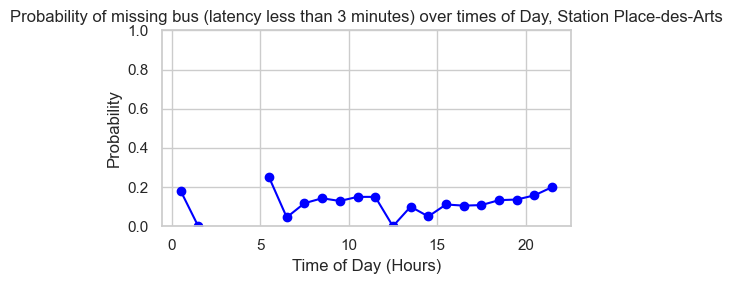 Probability of missing bus (latency less than 3 minutes) over times of Day, Station Place-des-Arts
1.0
0.8
0.6
0.4
0.2
0.0
Probability
0 5 10 15 20
Time of Day (Hours)